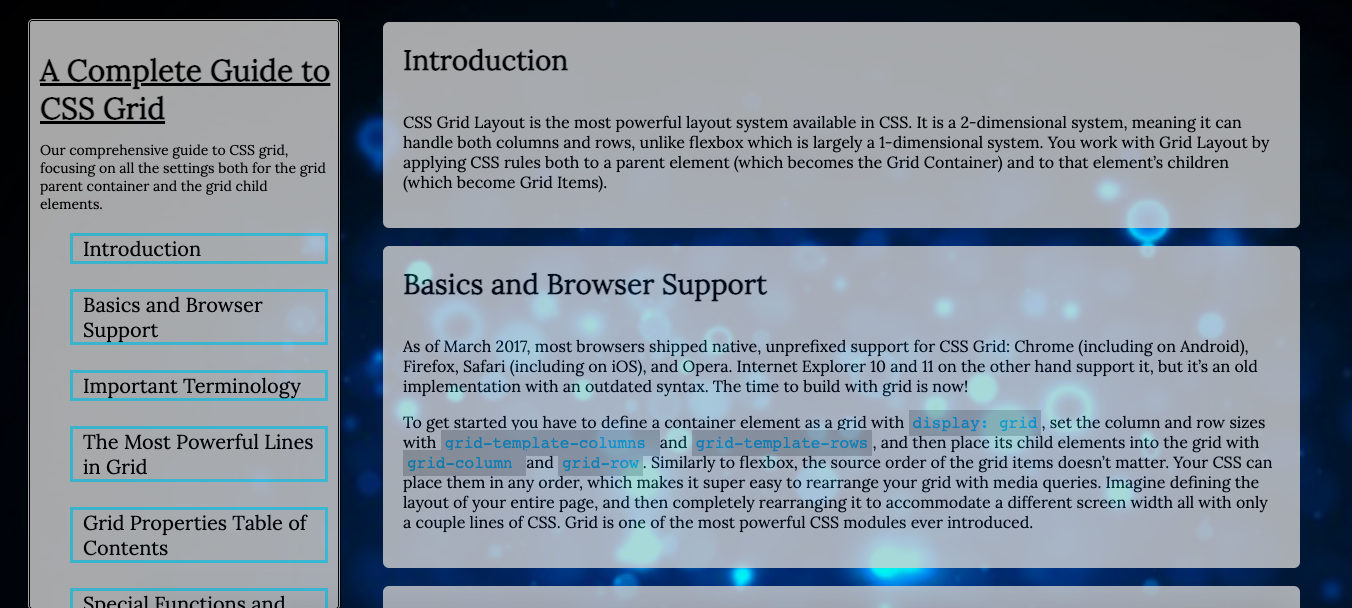 A Complete Guide to
CSS Grid
Our comprehensive guide to CSS grid,
focusing on all the settings both for the grid
parent container and the grid child
elements.
Introduction
Basics and Browser
Support
Important Terminology
The Most Powerful Lines
in Grid
Grid Properties Table of
Contents
Special Functions and
Introduction
CSS Grid Layout is the most powerful layout system available in CSS. It is a 2-dimensional system, meaning it can
handle both columns and rows, unlike flexbox which is largely a 1-dimensional system. You work with Grid Layout by
applying CSS rules both to a parent element (which becomes the Grid Container) and to that element’s children
(which become Grid Items).
Basics and Browser Support
As of March 2017, most browsers shipped native, unprefixed support for CSS Grid: Chrome (including on Android),
Firefox, Safari (including on iOS), and Opera. Internet Explorer 10 and 11 on the other hand support it, but it’s an old
implementation with an outdated syntax. The time to build with grid is now!
To get started you have to define a container element as a grid with display: grid, set the column and row sizes
with grid-template-columns and grid-template-rows, and then place its child elements into the grid with
grid-column and grid-row. Similarly to flexbox, the source order of the grid items doesn’t matter. Your CSS can
place them in any order, which makes it super easy to rearrange your grid with media queries. Imagine defining the
layout of your entire page, and then completely rearranging it to accommodate a different screen width all with only
a couple lines of CSS. Grid is one of the most powerful CSS modules ever introduced.